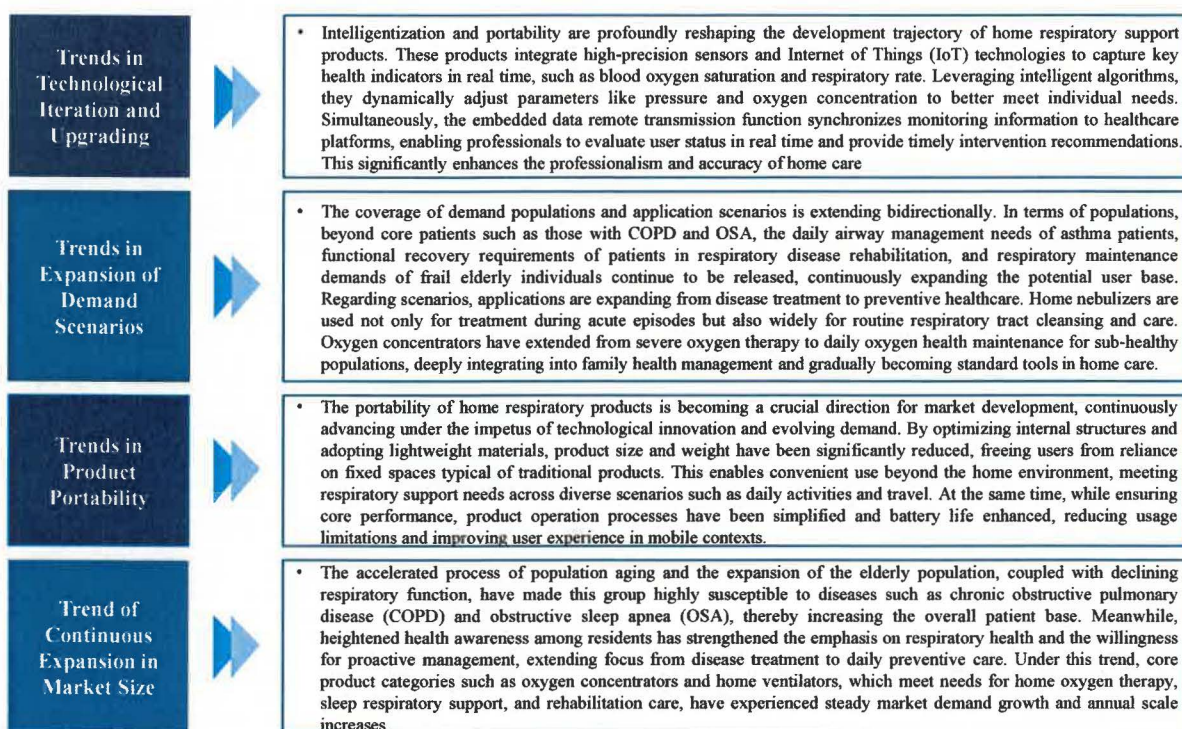 Trends in
Technological
Iteration and
Upgrading
• Intelligentization and portability are profoundly reshaping the development trajectory of home respiratory support
products. These products integrate high-precision sensors and Internet of Things (IoT) technologies to capture key
health indicators in real time, such as blood oxygen saturation and respiratory rate. Leveraging intelligent algorithms,
they dynamically adjust parameters like pressure and oxygen concentration to better meet individual needs.
Simultaneously, the embedded data remote transmission function synchronizes monitoring information to healthcare
platforms, enabling professionals to evaluate user status in real time and provide timely intervention recommendations.
This significantly enhances the professionalism and accuracy of home care
Trends in
Expansion of
Demand
Scenarios
• The coverage of demand populations and application scenarios is extending bidirectionally. In terms of populations,
beyond core patients such as those with COPD and OSA, the daily airway management needs of asthma patients,
functional recovery requirements of patients in respiratory disease rehabilitation, and respiratory maintenance
demands of frail elderly individuals continue to be released, continuously expanding the potential user base.
Regarding scenarios, applications are expanding from disease treatment to preventive healthcare. Home nebulizers are
used not only for treatment during acute episodes but also widely for routine respiratory tract cleansing and care.
Oxygen concentrators have extended from severe oxygen therapy to daily oxygen health maintenance for sub-healthy
populations, deeply integrating into family health management and gradually becoming standard tools in home care.
Trends in
Product
Portability
• The portability of home respiratory products is becoming a crucial direction for market development, continuously
advancing under the impetus of technological innovation and evolving demand. By optimizing internal structures and
adopting lightweight materials, product size and weight have been significantly reduced, freeing users from reliance
on fixed spaces typical of traditional products. This enables convenient use beyond the home environment, meeting
respiratory support needs across diverse scenarios such as daily activities and travel. At the same time, while ensuring
core performance, product operation processes have been simplified and battery life enhanced, reducing usage
limitations and improving user experience in mobile contexts.
Trend of
Continuous
Expansion in
Market Size
• The accelerated process of population aging and the expansion of the elderly population, coupled with declining
respiratory function, have made this group highly susceptible to diseases such as chronic obstructive pulmonary
disease (COPD) and obstructive sleep apnea (OSA), thereby increasing the overall patient base. Meanwhile,
heightened health awareness among residents has strengthened the emphasis on respiratory health and the willingness
for proactive management, extending focus from disease treatment to daily preventive care. Under this trend, core
product categories such as oxygen concentrators and home ventilators, which meet needs for home oxygen therapy,
sleep respiratory support, and rehabilitation care, have experienced steady market demand growth and annual scale
increases